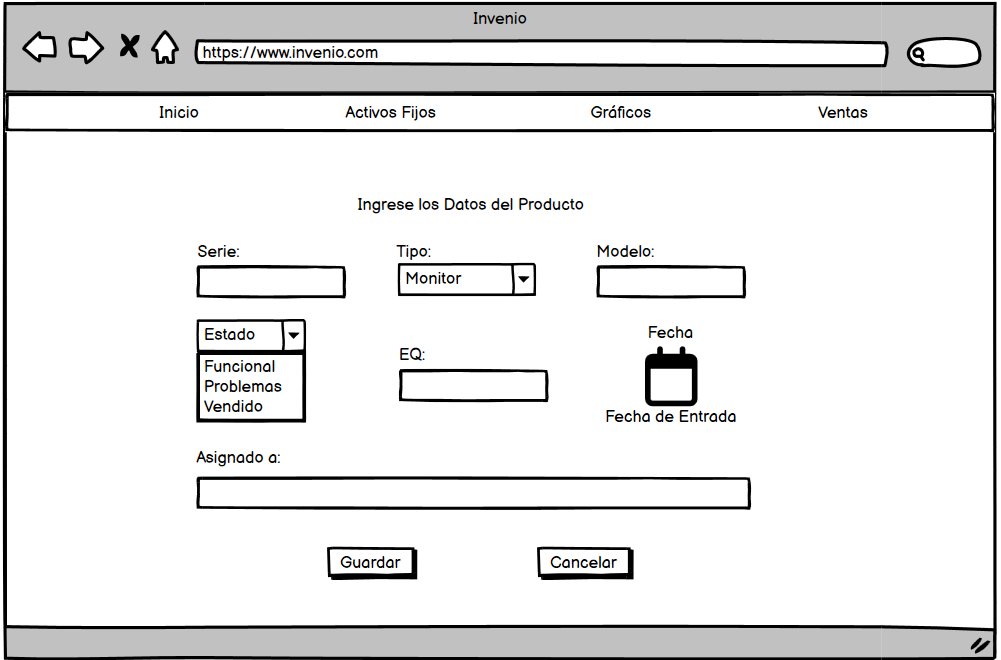 Invenio
https://www.invenio.com
Inicio Activos Fijos Gráficos Ventas
Ingrese los Datos del Producto
Serie: Tipo: Modelo:
Monitor
Estado
Funcional
Problemas
Vendido
EQ:
Fecha
Fecha de Entrada
Asignado a:
Guardar Cancelar